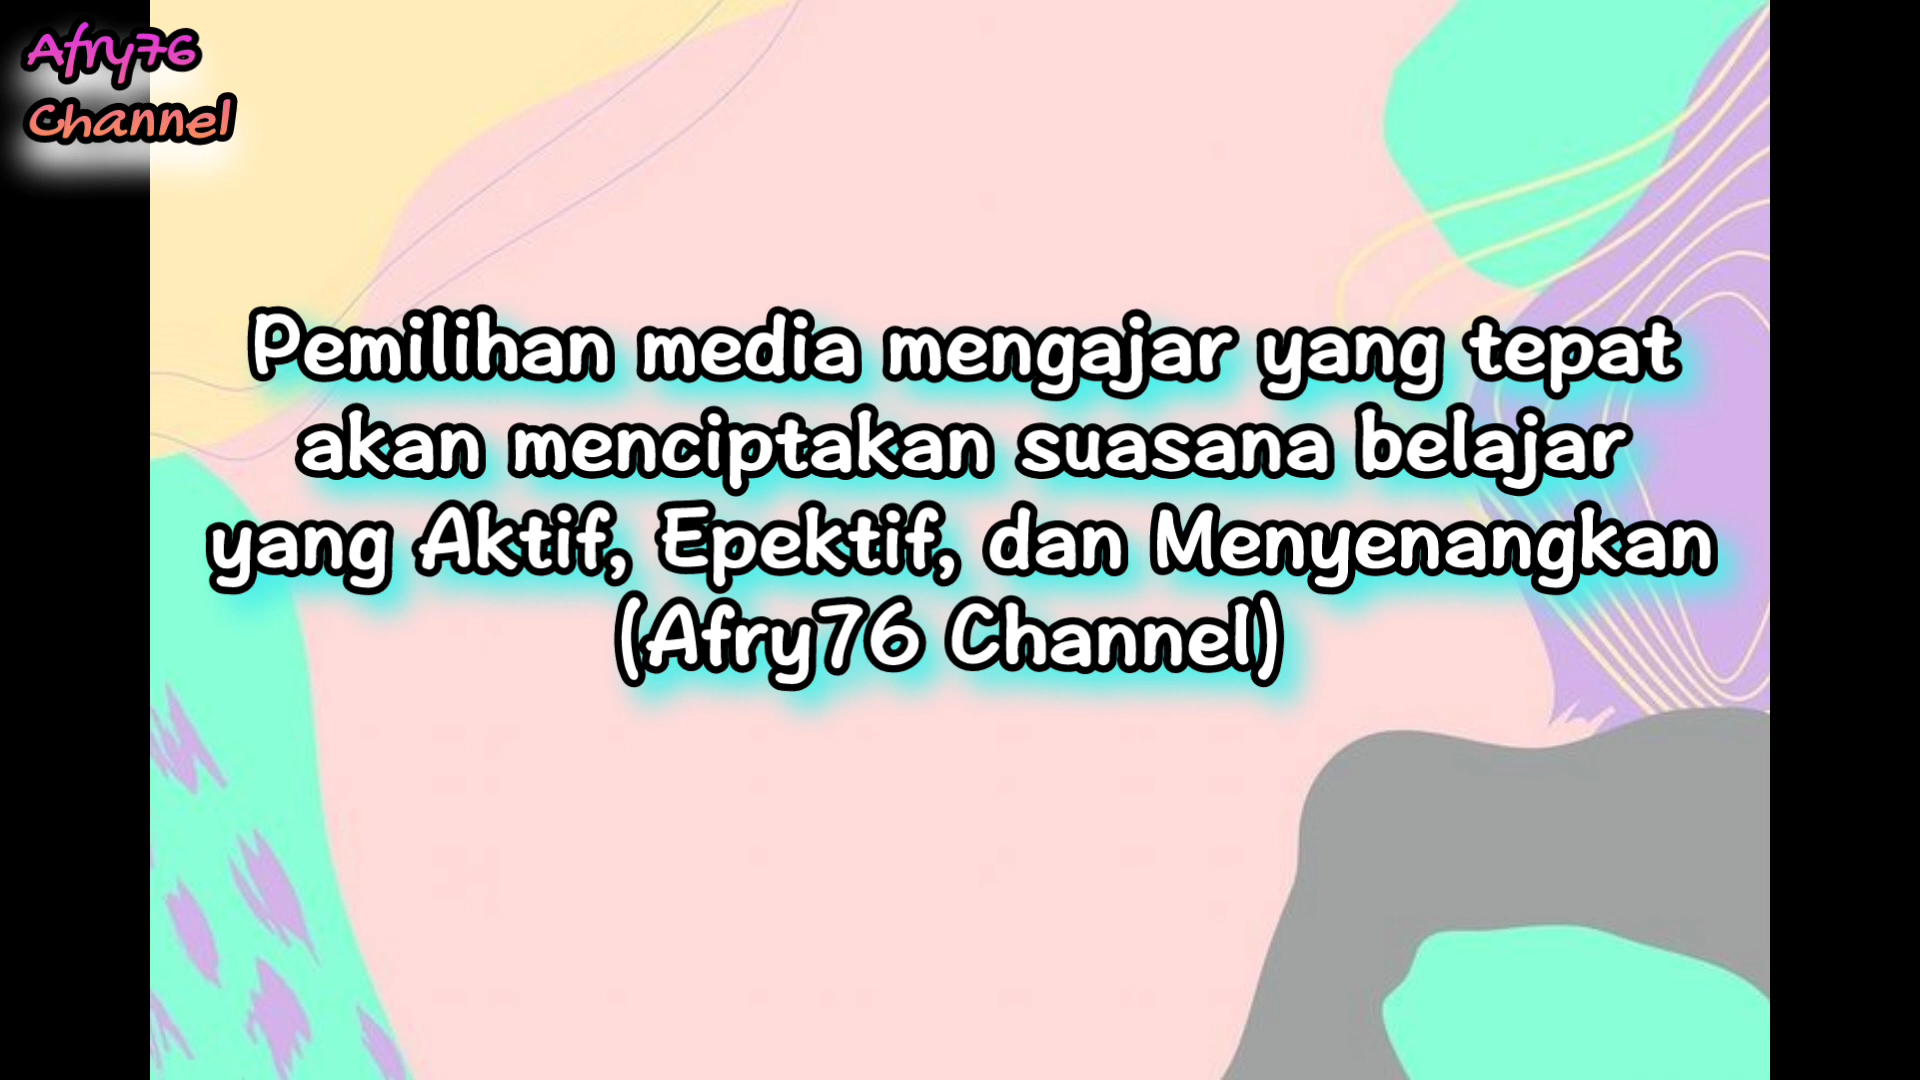 Afry76
Channel
Pemilihan media mengajar yang tepat
akan menciptakan suasana belajar
yang Aktif, Epektif, dan Menyenangkan
(Afry76 Channel)